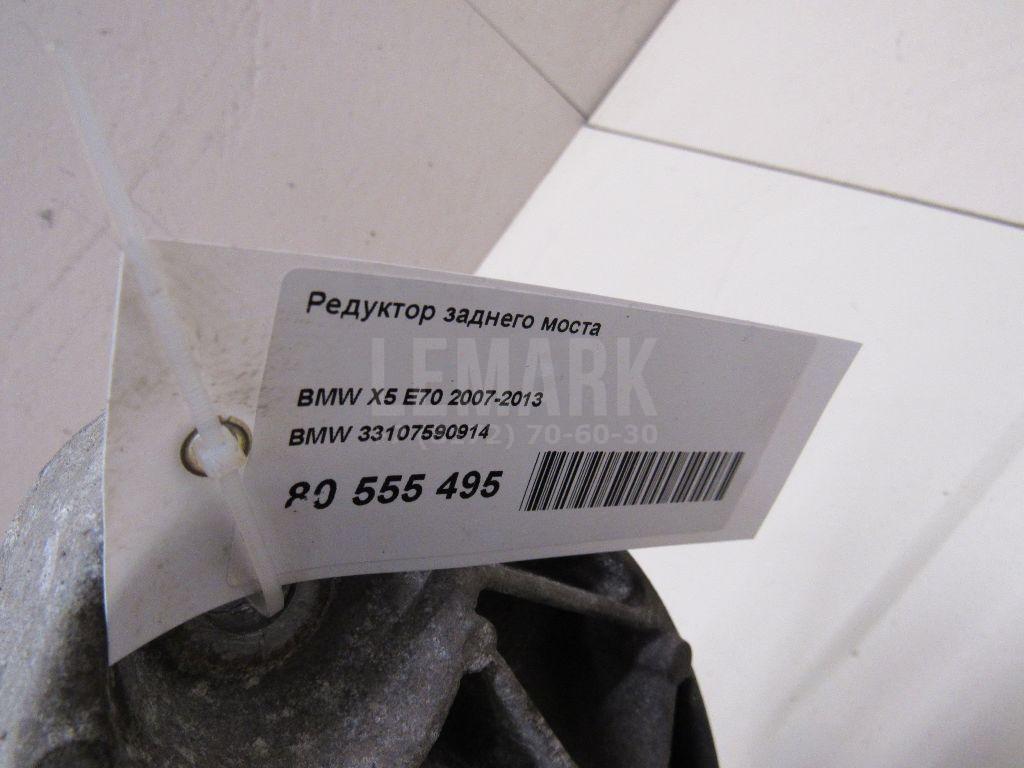 Редуктор заднего моста
LEMARK
BMW X5 E70 2007-2013
BMW 33107590914
70-60-30
80 555 495